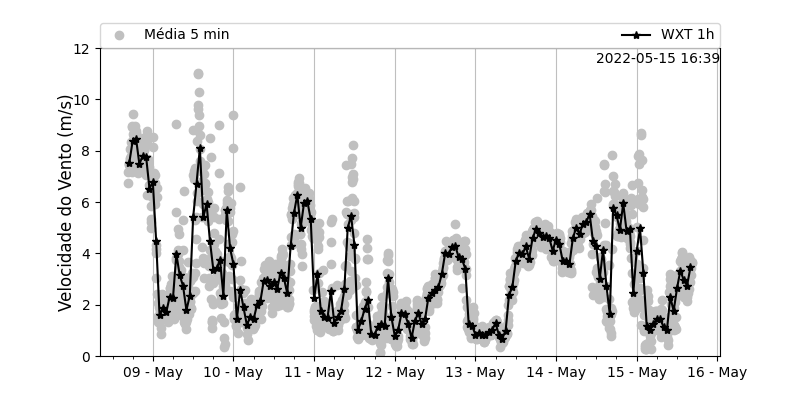 Média 5 min
WXT 1h
2022-05-15 16:39
Velocidade do Vento (m/s)
12
10
8
6
4
2
0
09 - May
10 - May
11 - May
12 - May
13 - May
14 - May
15 - May
16 - May